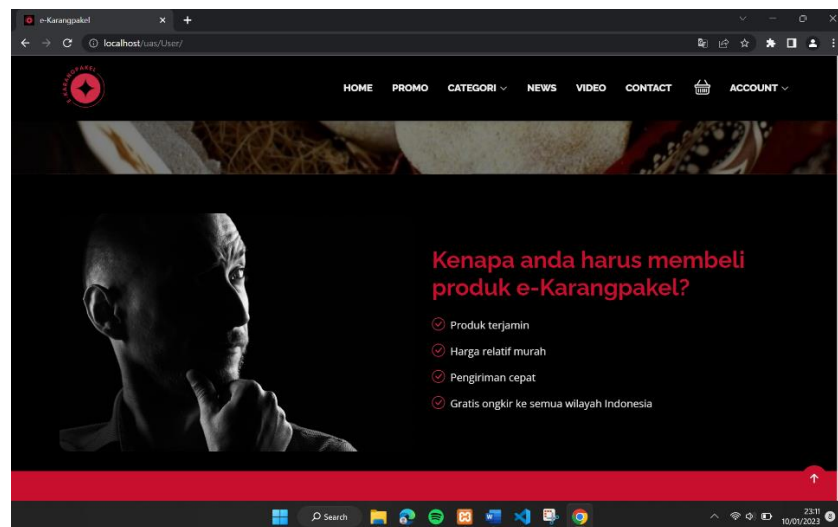 e-Karangpakel
localhost/uas/User/
E-KARANGPAKEL
HOME PROMO CATEGORI NEWS VIDEO CONTACT ACCOUNT
Kenapa anda harus membeli
produk e-Karangpakel?
Produk terjamin
Harga relatif murah
Pengiriman cepat
Gratis ongkir ke semua wilayah Indonesia
Search
23:11
10/01/2023